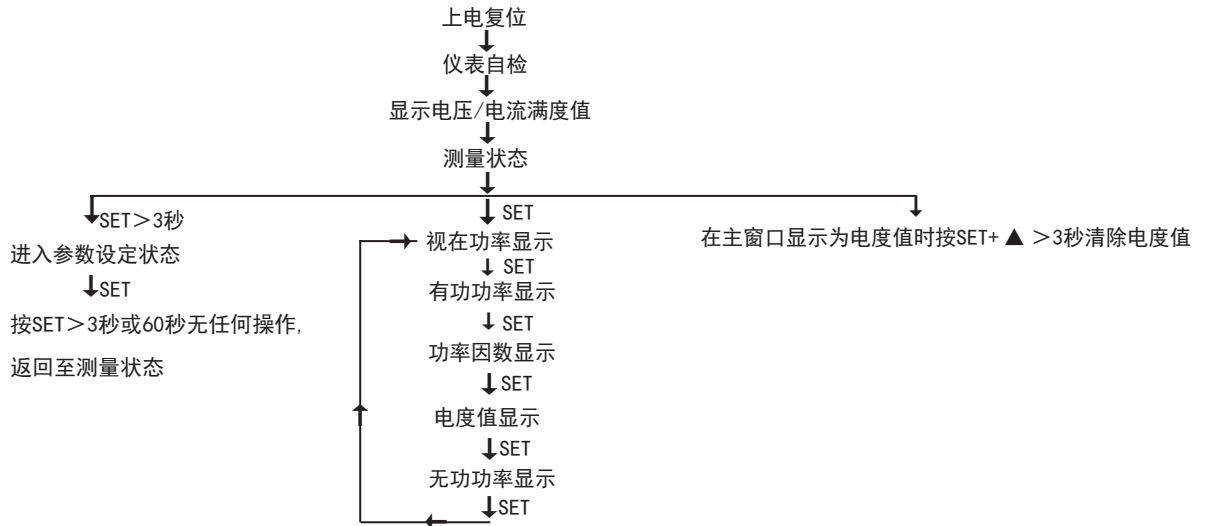 上电复位
仪表自检
显示电压/电流满度值
测量状态
SET＞3秒
进入参数设定状态
SET
按SET＞3秒或60秒无任何操作,
返回至测量状态
SET
视在功率显示
SET
有功功率显示
SET
功率因数显示
SET
电度值显示
SET
无功功率显示
SET
在主窗口显示为电度值时按SET+ ▲ ＞3秒清除电度值